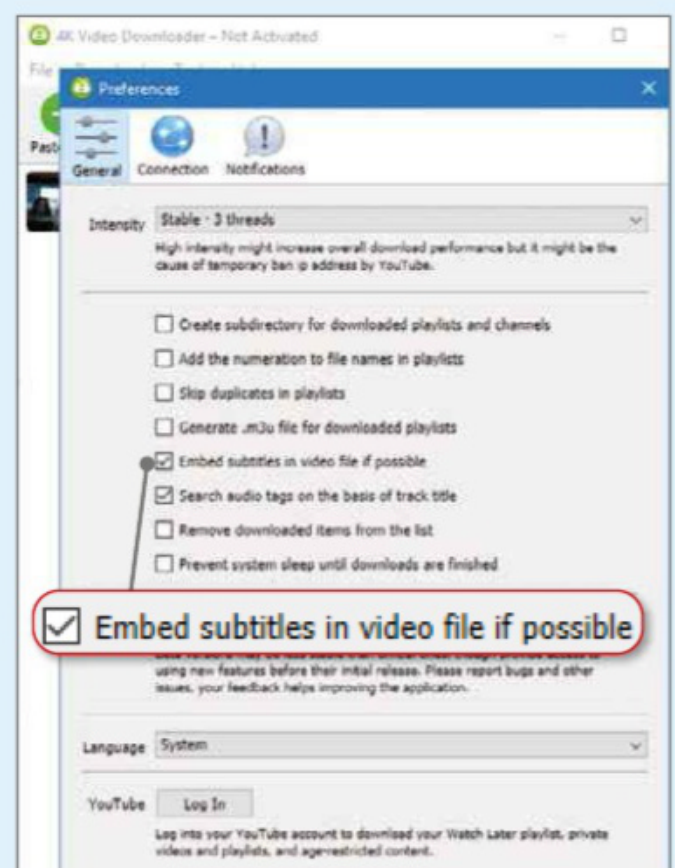 4K Video Downloader – Not Activated
File
Preferences
General Connection Notifications
Intensity Stable - 3 threads
High intensity might increase overall download performance but it might be the
cause of temporary ban ip address by YouTube.
Create subdirectory for downloaded playlists and channels
Add the numeration to file names in playlists
Skip duplicates in playlists
Generate .m3u file for downloaded playlists
Embed subtitles in video file if possible
Search audio tags on the basis of track title
Remove downloaded items from the list
Prevent system sleep until downloads are finished
Embed subtitles in video file if possible
using new features before their initial release. Please report bugs and other
issues, your feedback helps improving the application.
Language System
YouTube Log In
Log into your YouTube account to download your Watch Later playlist, private
videos and playlists, and age-restricted content.